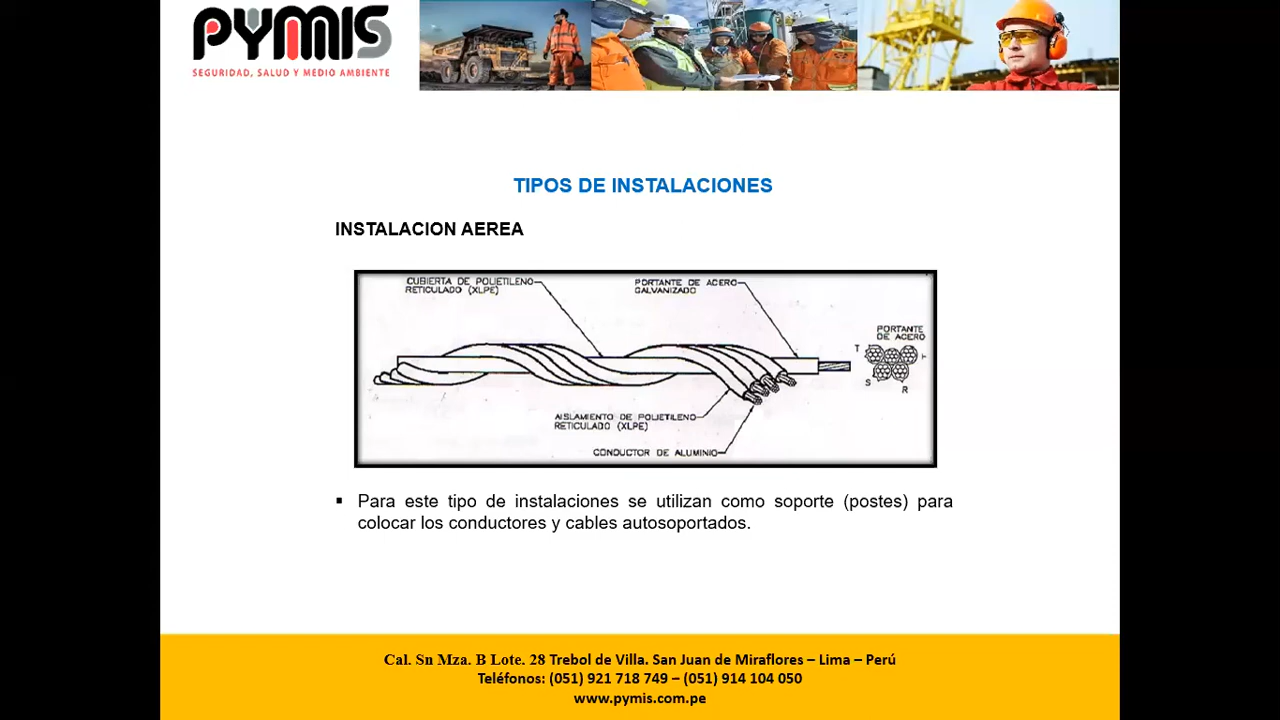 PYMIS
SEGURIDAD, SALUD Y MEDIO AMBIENTE
TIPOS DE INSTALACIONES
INSTALACION AEREA
CUBIERTA DE POLIETILENO
RETICULADO (XLPE)
PORTANTE DE ACERO
GALVANIZADO
PORTANTE
DE ACERO
T
S
R
AISLAMIENTO DE POLIETILENO
RETICULADO (XLPE)
CONDUCTOR DE ALUMINIO
▪ Para este tipo de instalaciones se utilizan como soporte (postes) para
colocar los conductores y cables autosoportados.
Cal. Sn Mza. B Lote. 28 Trebol de Villa. San Juan de Miraflores – Lima – Perú
Teléfonos: (051) 921 718 749 – (051) 914 104 050
www.pymis.com.pe